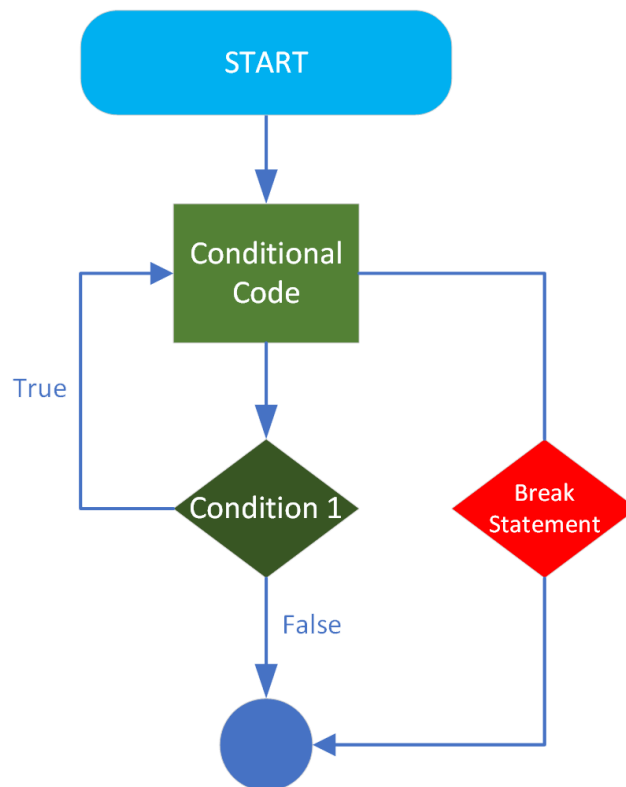 START
Conditional
Code
True
Condition 1
Break
Statement
False